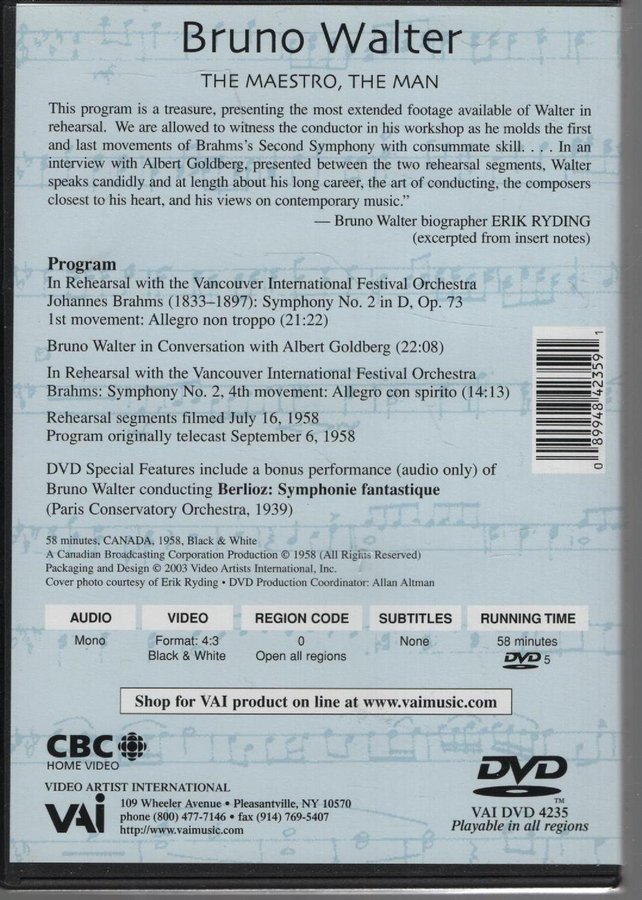 Bruno Walter
THE MAESTRO, THE MAN
This program is a treasure, presenting the most extended footage available of Walter in
rehearsal. We are allowed to witness the conductor in his workshop as he molds the first
and last movements of Brahms's Second Symphony with consummate skill. . . . In an
interview with Albert Goldberg, presented between the two rehearsal segments, Walter
speaks candidly and at length about his long career, the art of conducting, the composers
closest to his heart, and his views on contemporary music."
— Bruno Walter biographer ERIK RYDING
(excerpted from insert notes)
Program
In Rehearsal with the Vancouver International Festival Orchestra
Johannes Brahms (1833–1897): Symphony No. 2 in D, Op. 73
1st movement: Allegro non troppo (21:22)
Bruno Walter in Conversation with Albert Goldberg (22:08)
In Rehearsal with the Vancouver International Festival Orchestra
Brahms: Symphony No. 2, 4th movement: Allegro con spirito (14:13)
Rehearsal segments filmed July 16, 1958
Program originally telecast September 6, 1958
0 89948 42359 1
DVD Special Features include a bonus performance (audio only) of
Bruno Walter conducting Berlioz: Symphonie fantastique
(Paris Conservatory Orchestra, 1939)
58 minutes, CANADA, 1958, Black & White
A Canadian Broadcasting Corporation Production © 1958 (All Rights Reserved)
Packaging and Design © 2003 Video Artists International, Inc.
Cover photo courtesy of Erik Ryding • DVD Production Coordinator: Allan Altman
AUDIO VIDEO REGION CODE SUBTITLES RUNNING TIME
Mono Format: 4:3 0 None 58 minutes
Black & White Open all regions DVD 5
Shop for VAI product on line at www.vaimusic.com
CBC
HOME VIDEO
VIDEO ARTIST INTERNATIONAL
VAI
109 Wheeler Avenue • Pleasantville, NY 10570
phone (800) 477-7146 • fax (914) 769-5407
http://www.vaimusic.com
DVD
VIDEO
TM
VAI DVD 4235
Playable in all regions